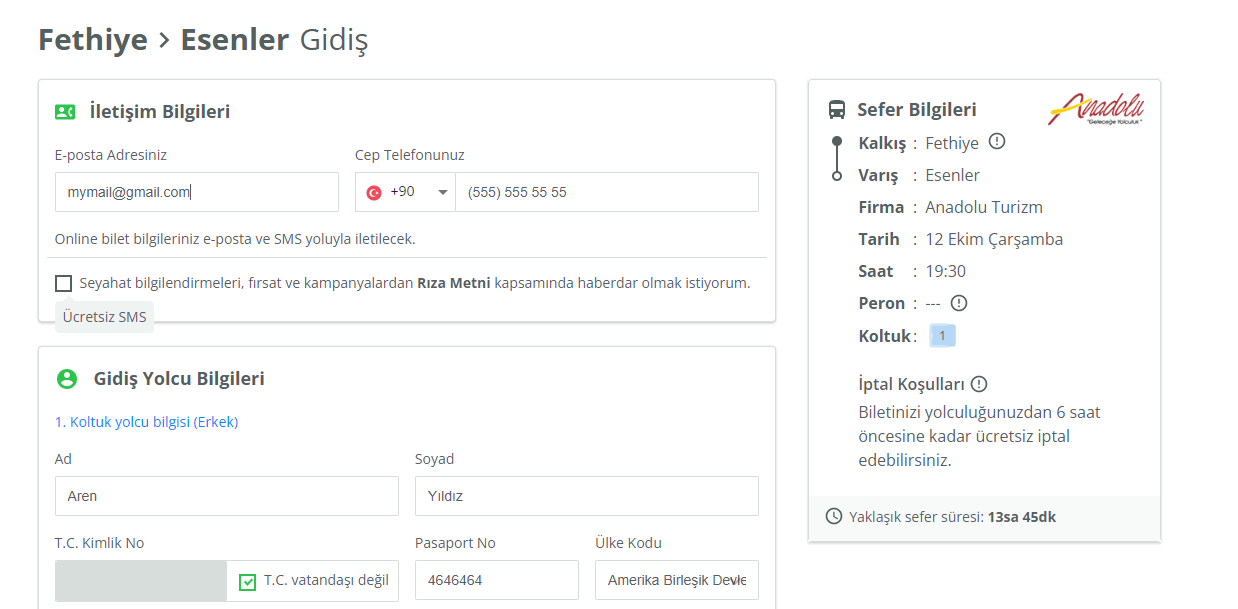 Fethiye > Esenler Gidiş
İletişim Bilgileri
E-posta Adresiniz
Cep Telefonunuz
mymail@gmail.com
+90
(555) 555 55 55
Online bilet bilgileriniz e-posta ve SMS yoluyla iletilecek.
Seyahat bilgilendirmeleri, fırsat ve kampanyalardan Rıza Metni kapsamında haberdar olmak istiyorum.
Ücretsiz SMS
Gidiş Yolcu Bilgileri
1. Koltuk yolcu bilgisi (Erkek)
Ad
Soyad
Aren
Yıldız
T.C. Kimlik No
Pasaport No
Ülke Kodu
T.C. vatandaşı değil
4646464
Amerika Birleşik Devle
Sefer Bilgileri
Anadolu
"Geleceğe Yolculuk"
Kalkış : Fethiye
Varış : Esenler
Firma : Anadolu Turizm
Tarih : 12 Ekim Çarşamba
Saat : 19:30
Peron : ---
Koltuk : 1
İptal Koşulları
Biletinizi yolculuğunuzdan 6 saat
öncesine kadar ücretsiz iptal
edebilirsiniz.
Yaklaşık sefer süresi: 13sa 45dk